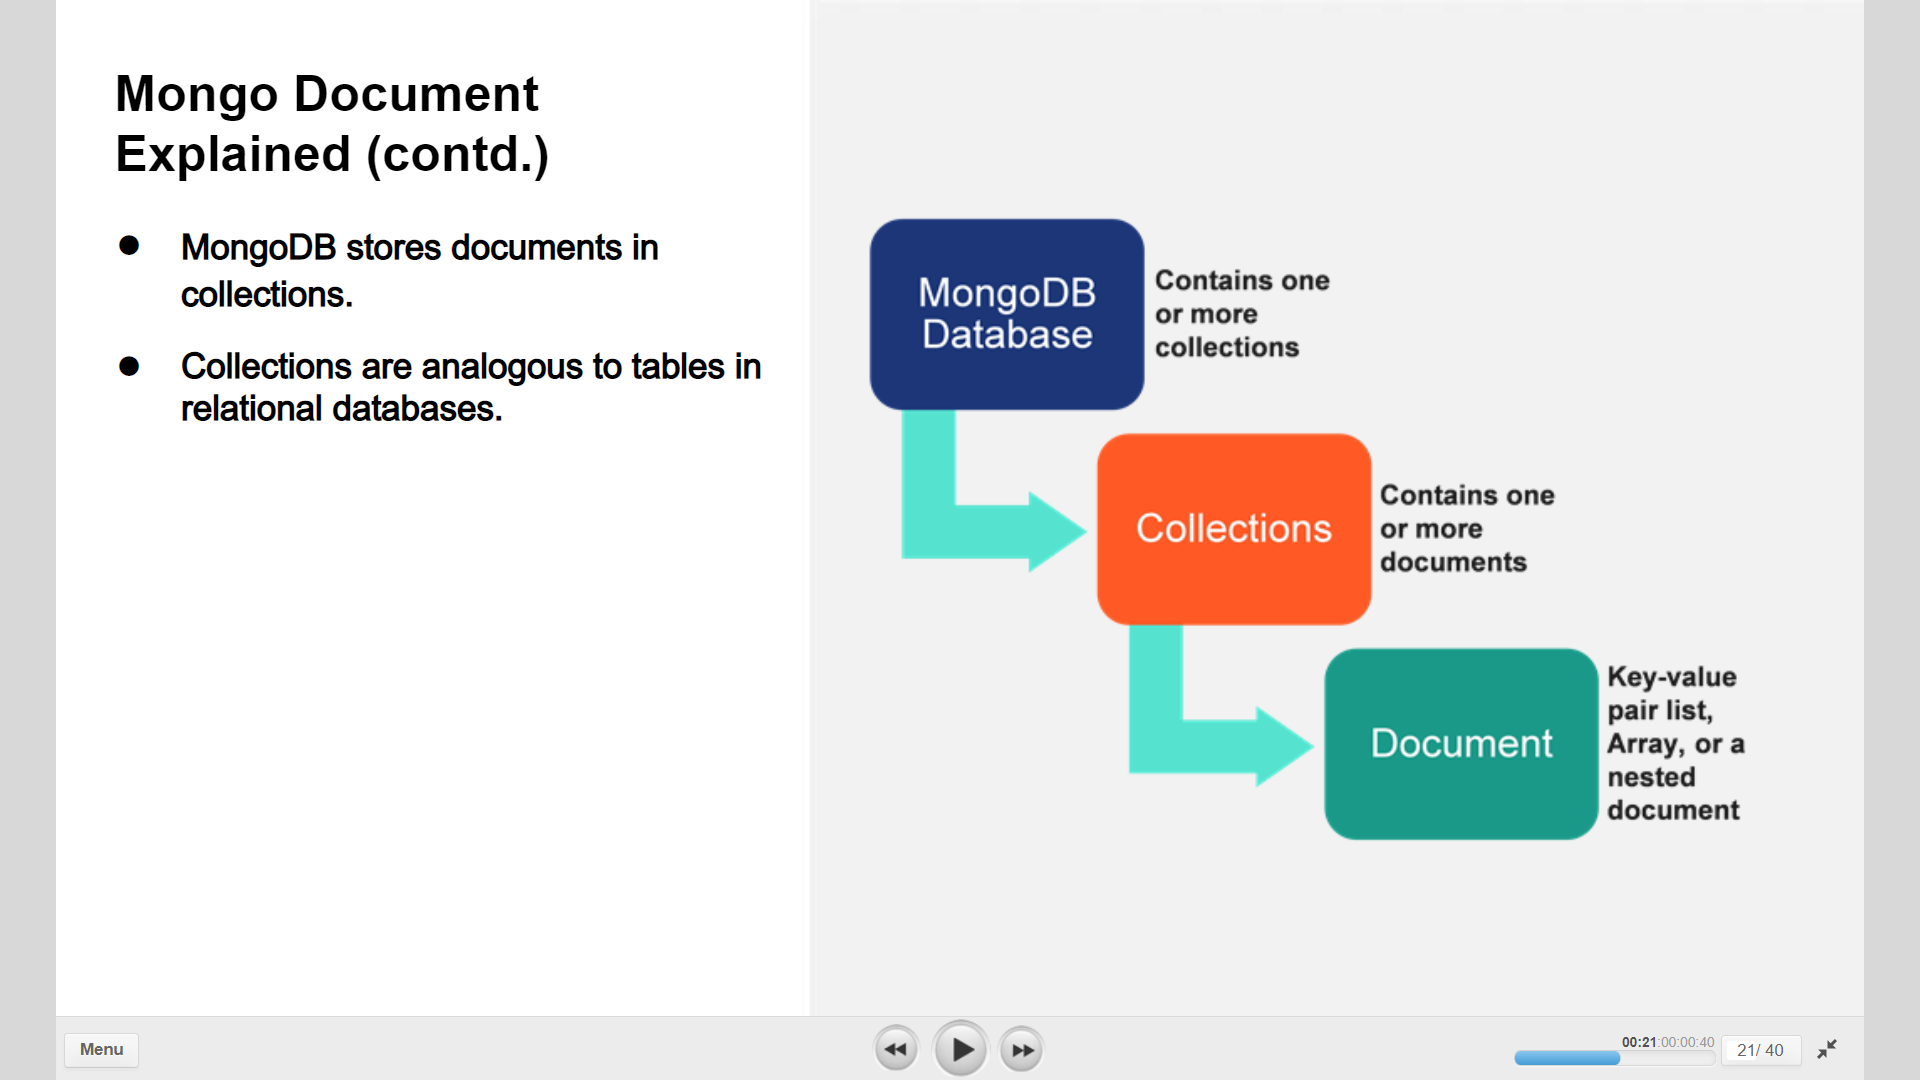 Mongo Document
Explained (contd.)
MongoDB stores documents in
collections.
Collections are analogous to tables in
relational databases.
MongoDB
Database
Contains one
or more
collections
Collections
Contains one
or more
documents
Document
Key-value
pair list,
Array, or a
nested
document
Menu
00:21:00:00:40
21/ 40